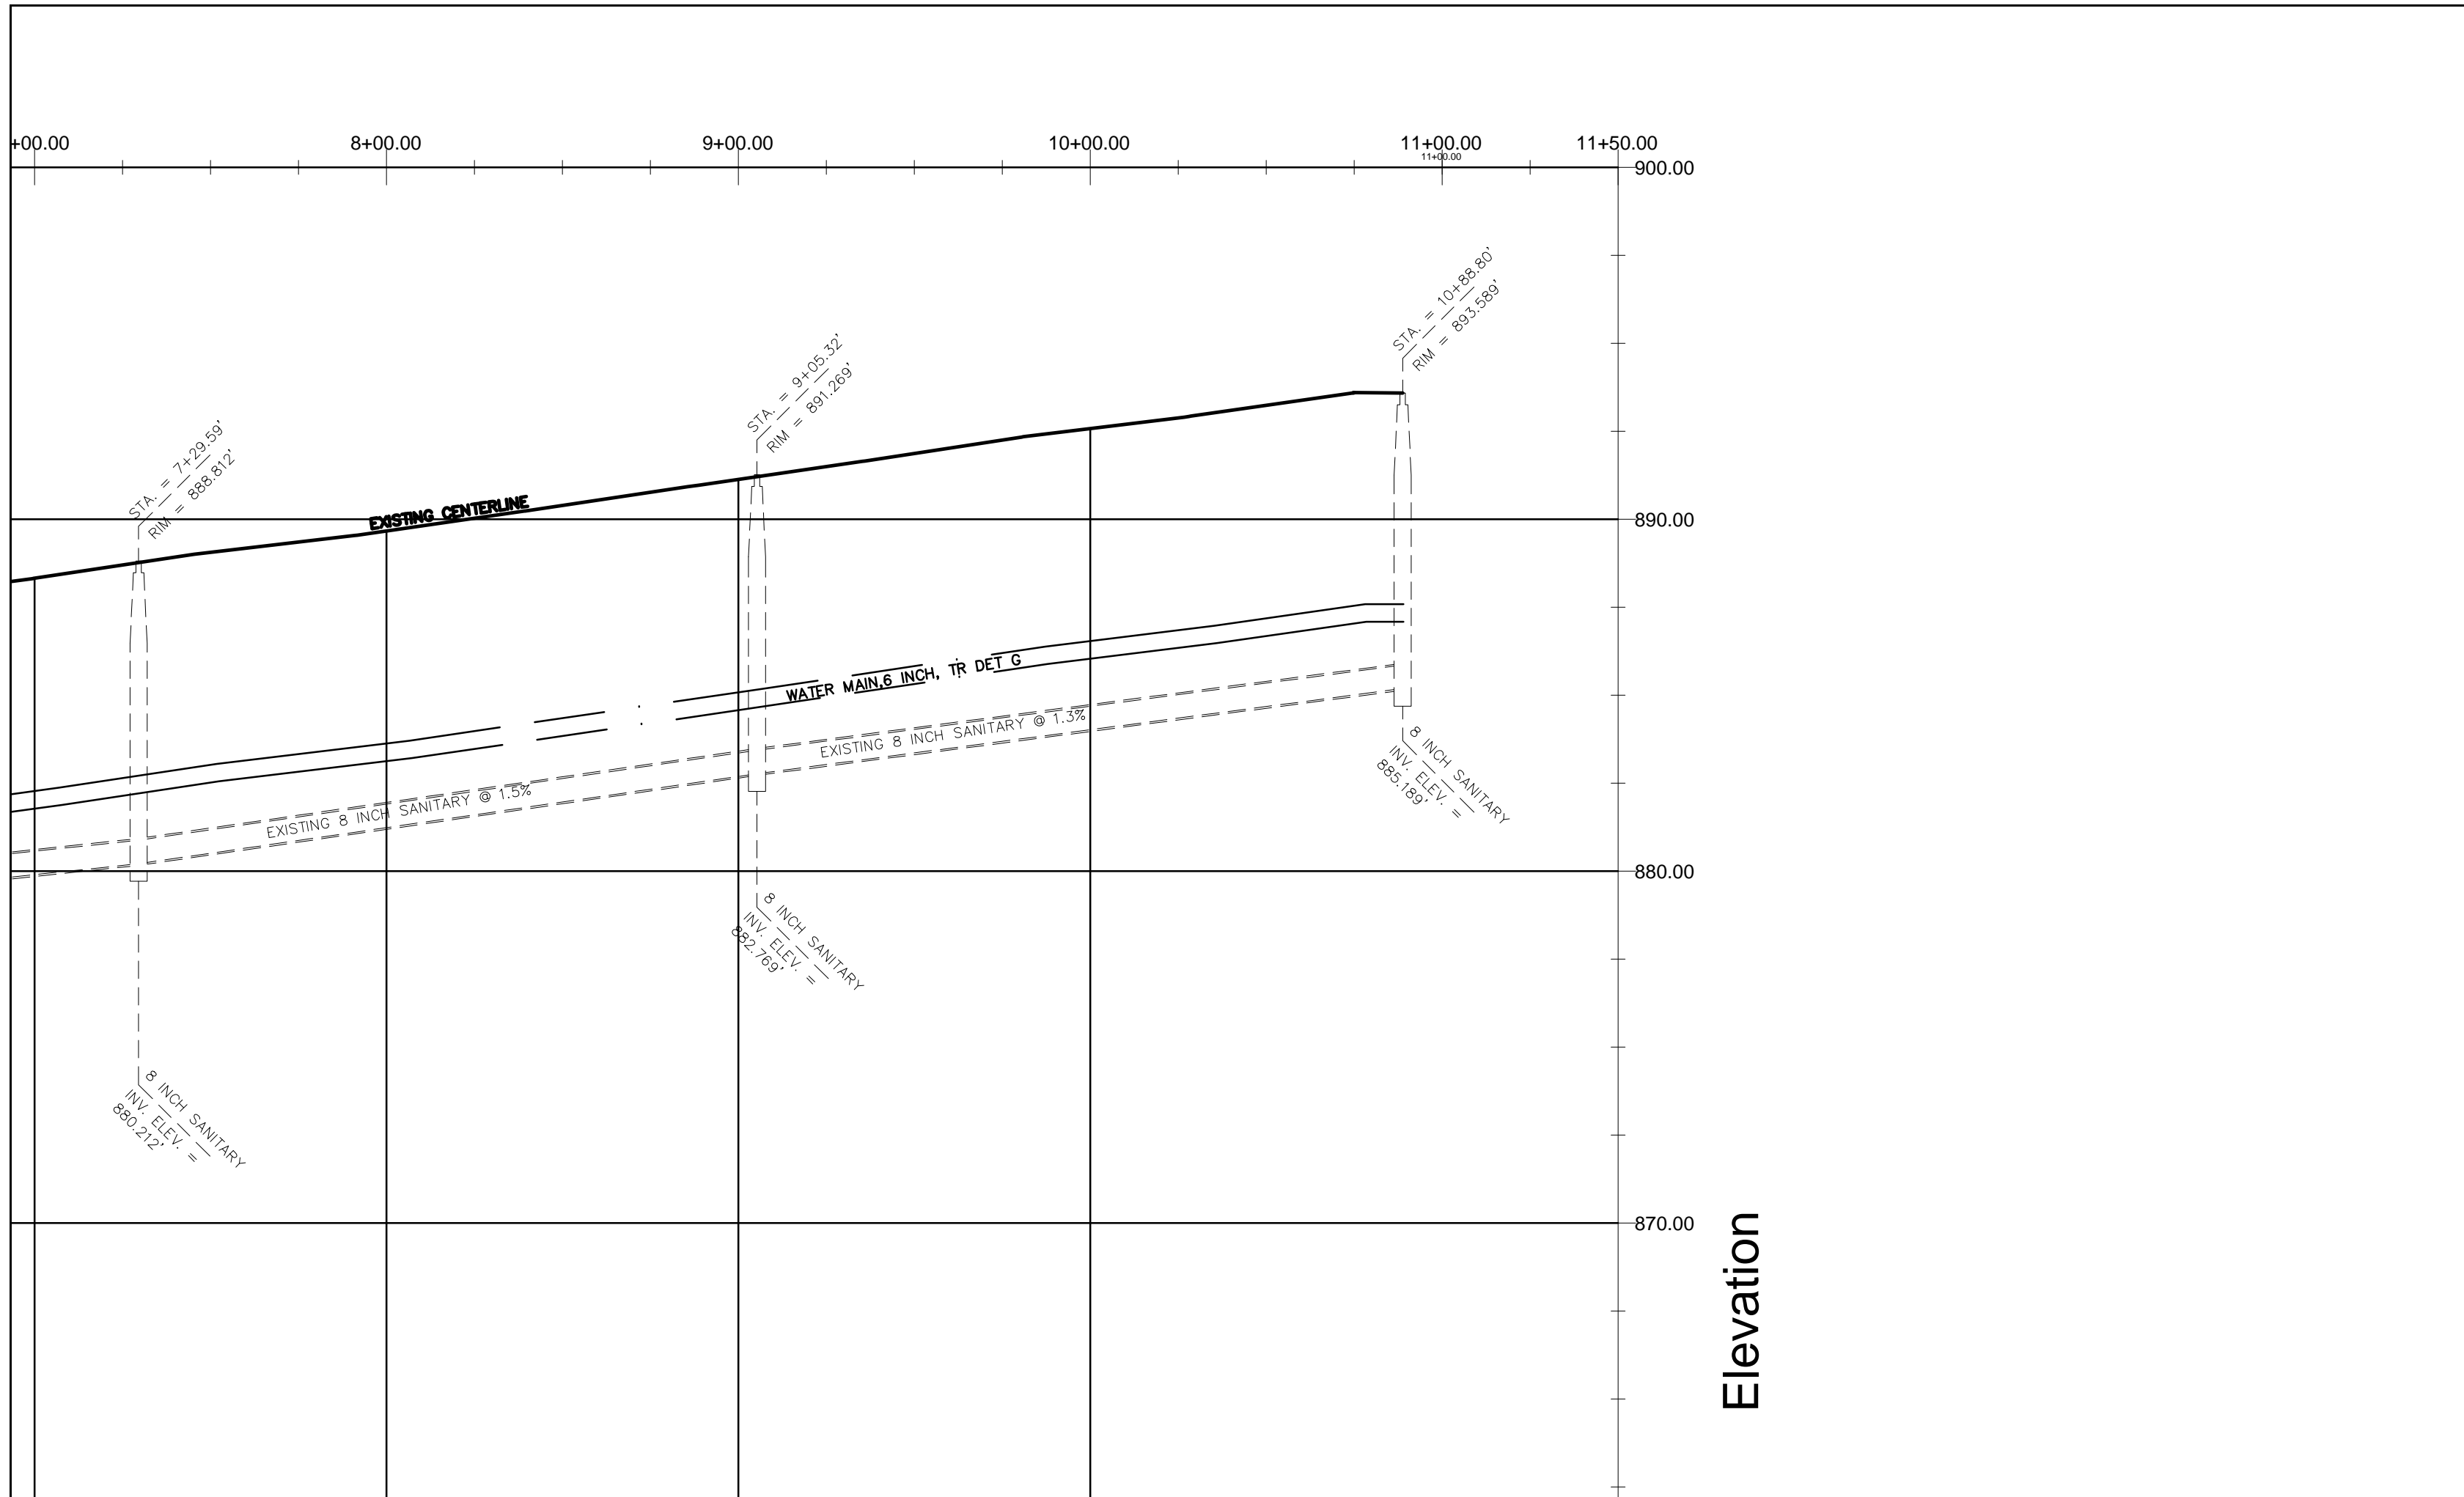 +00.00
8+00.00
9+00.00
10+00.00
11+00.00
11+50.00
11+00.00
900.00
STA. = 10+88.80'
RIM = 893.589'
STA. = 9+05.32'
RIM = 891.269'
STA. = 7+29.59'
RIM = 888.812'
EXISTING CENTERLINE
890.00
WATER MAIN,6 INCH, TR DET G
EXISTING 8 INCH SANITARY @ 1.3%
EXISTING 8 INCH SANITARY @ 1.5%
8 INCH SANITARY
INV. ELEV. =
885.189'
880.00
8 INCH SANITARY
INV. ELEV. =
882.769'
8 INCH SANITARY
INV. ELEV. =
880.212'
870.00
Elevation